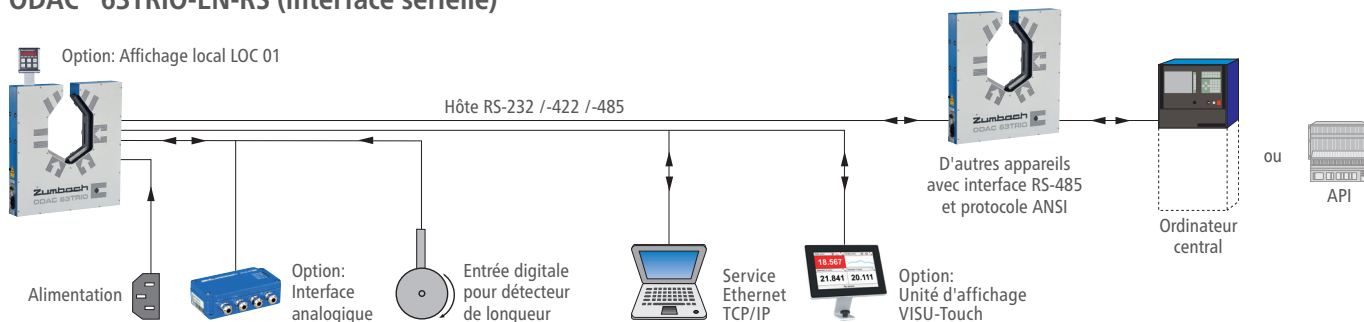 ODAC 63TRIO-EN-RS (interface sérielle)
Option: Affichage local LOC 01
Hôte RS-232 /-422 /-485
zumbach
ODAC 63TRIO
zumbach
ODAC 63TRIO
D'autres appareils
avec interface RS-485
et protocole ANSI
Ordinateur
central
ou
API
Alimentation
Option:
Interface
analogique
Entrée digitale
pour détecteur
de longueur
Service
Ethernet
TCP/IP
18.567
21.841 20.111
Option:
Unité d'affichage
VISU-Touch